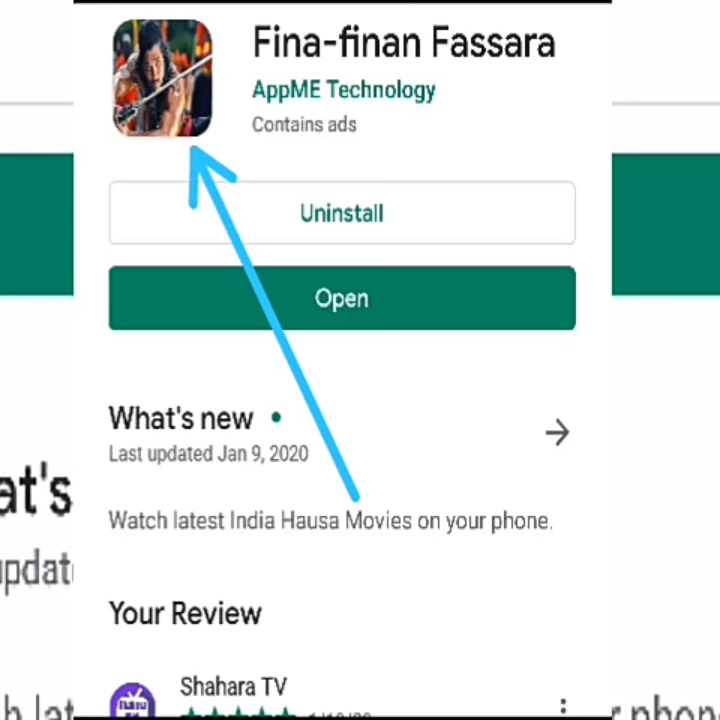 Fina-finan Fassara
AppME Technology
Contains ads
Uninstall
Open
What's new
Last updated Jan 9, 2020
Watch latest India Hausa Movies on your phone.
Your Review
Shahara TV